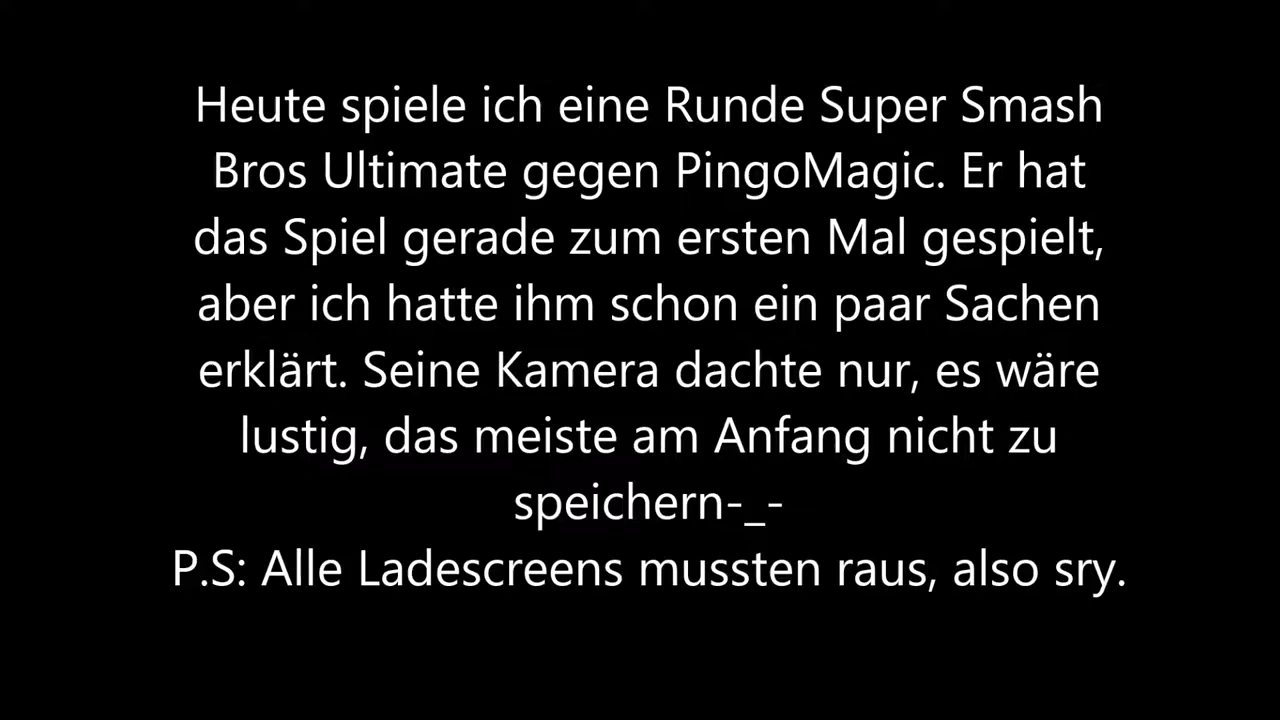 Heute spiele ich eine Runde Super Smash
Bros Ultimate gegen PingoMagic. Er hat
das Spiel gerade zum ersten Mal gespielt,
aber ich hatte ihm schon ein paar Sachen
erklärt. Seine Kamera dachte nur, es wäre
lustig, das meiste am Anfang nicht zu
speichern-_-
P.S: Alle Ladescreens mussten raus, also sry.